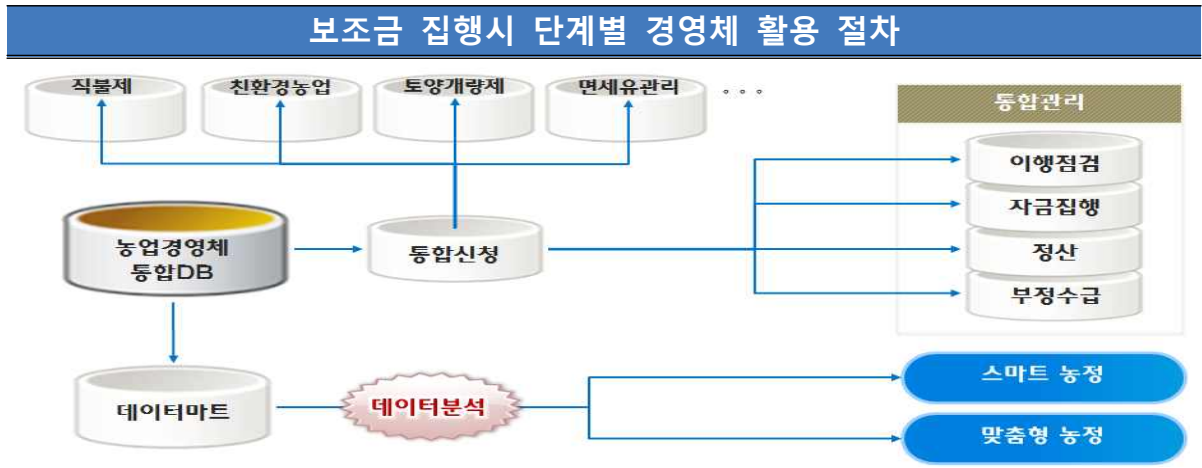 보조금 집행시 단계별 경영체 활용 절차
직불제
친환경농업
토양개량제
면세유관리
。。。
통합관리
이행점검
자금집행
정산
부정수급
농업경영체
통합DB
통합신청
데이터마트
데이터분석
스마트 농정
맞춤형 농정